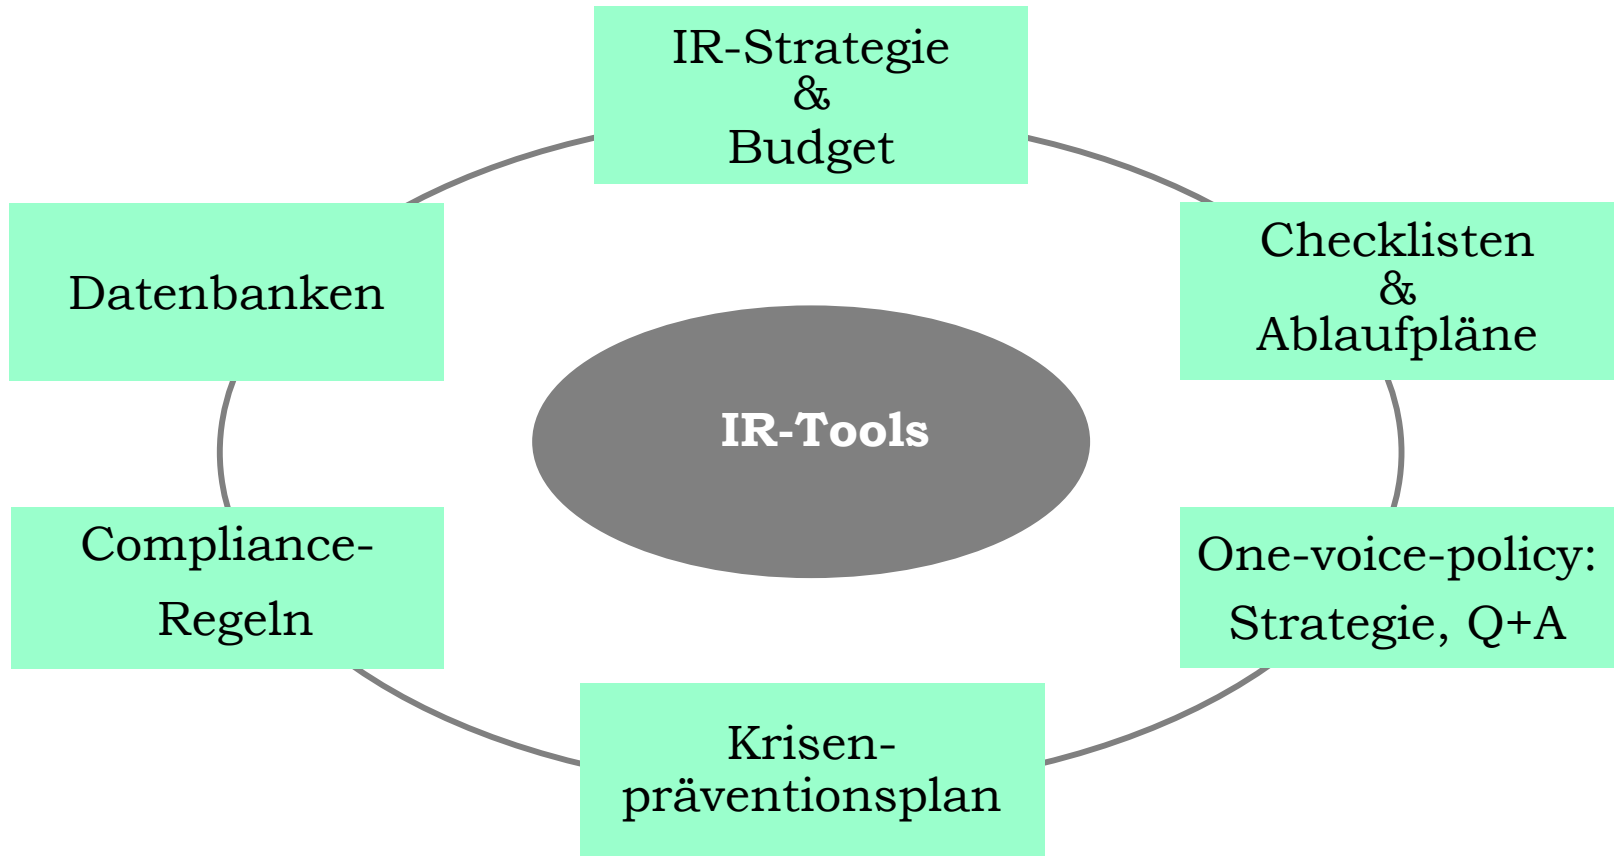 IR-Strategie
&
Budget
Datenbanken
Checklisten
&
Ablaufpläne
IR-Tools
Compliance-
Regeln
One-voice-policy:
Strategie, Q+A
Krisen-
präventionsplan